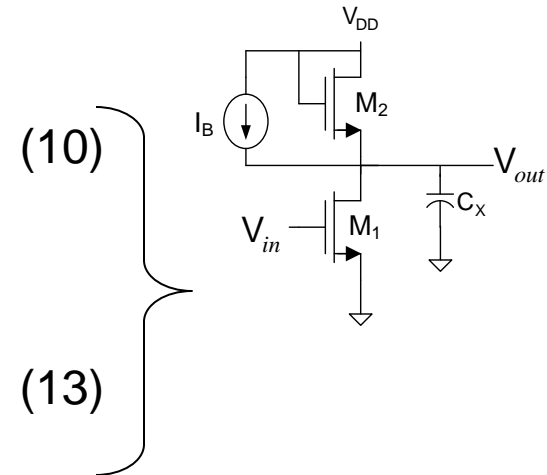 V_DD
M_2
I_B
(10)
V_out
C_X
V_in
M_1
(13)